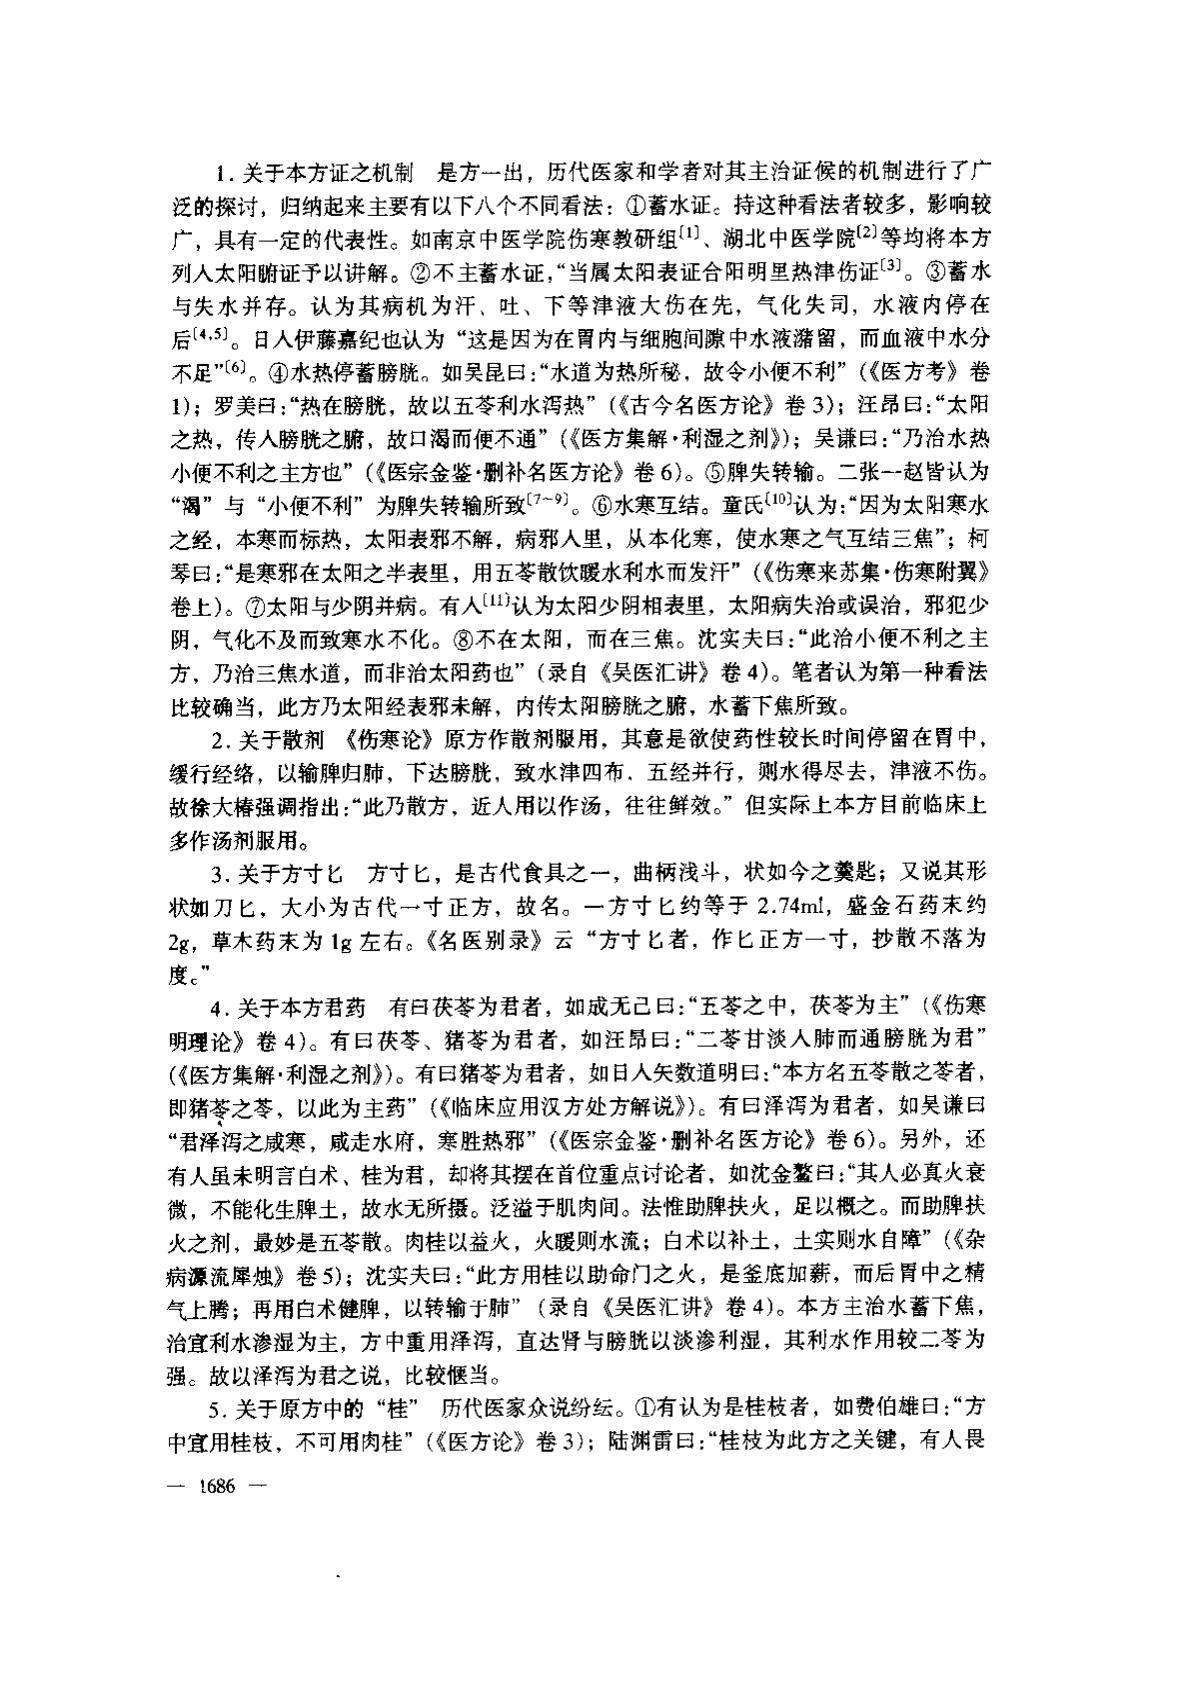 1. 关于本方证之机制　是方一出，历代医家和学者对其主治证候的机制进行了广
泛的探讨，归纳起来主要有以下八个不同看法：①蓄水证。持这种看法者较多，影响较
广，具有一定的代表性。如南京中医学院伤寒教研组〔1〕、湖北中医学院〔2〕等均将本方
列入太阳腑证予以讲解。②不主蓄水证，“当属太阳表证合阳明里热津伤证〔3〕。③蓄水
与失水并存。认为其病机为汗、吐、下等津液大伤在先，气化失司，水液内停在
后〔4,5〕。日人伊藤嘉纪也认为“这是因为在胃内与细胞间隙中水液潴留，而血液中水分
不足”〔6〕。④水热停蓄膀胱。如吴昆曰：“水道为热所秘，故令小便不利”（《医方考》卷
1）；罗美曰：“热在膀胱，故以五苓利水泻热”（《古今名医方论》卷3）；汪昂曰：“太阳
之热，传入膀胱之腑，故口渴而便不通”（《医方集解·利湿之剂》）；吴谦曰：“乃治水热
小便不利之主方也”（《医宗金鉴·删补名医方论》卷6）。⑤脾失转输。二张一赵皆认为
“渴”与“小便不利”为脾失转输所致〔7~9〕。⑥水寒互结。童氏〔10〕认为：“因为太阳寒水
之经，本寒而标热，太阳表邪不解，病邪入里，从本化寒，使水寒之气互结三焦”；柯
琴曰：“是寒邪在太阳之半表里，用五苓散饮暖水利水而发汗”（《伤寒来苏集·伤寒附翼》
卷上）。⑦太阳与少阴并病。有人〔11〕认为太阳少阴相表里，太阳病失治或误治，邪犯少
阴，气化不及而致寒水不化。⑧不在太阳，而在三焦。沈实夫曰：“此治小便不利之主
方，乃治三焦水道，而非治太阳药也”（录自《吴医汇讲》卷4）。笔者认为第一种看法
比较确当，此方乃太阳经表邪未解，内传太阳膀胱之腑，水蓄下焦所致。
2. 关于散剂　《伤寒论》原方作散剂服用，其意是欲使药性较长时间停留在胃中，
缓行经络，以输脾归肺，下达膀胱，致水津四布，五经并行，则水得尽去，津液不伤。
故徐大椿强调指出：“此乃散方，近人用以作汤，往往鲜效。”但实际上本方目前临床上
多作汤剂服用。
3. 关于方寸匕　方寸匕，是古代食具之一，曲柄浅斗，状如今之羹匙；又说其形
状如刀匕，大小为古代一寸正方，故名。一方寸匕约等于2.74ml，盛金石药末约
2g，草木药末为1g左右。《名医别录》云“方寸匕者，作匕正方一寸，抄散不落为
度。”
4. 关于本方君药　有曰茯苓为君者，如成无己曰：“五苓之中，茯苓为主”（《伤寒
明理论》卷4）。有曰茯苓、猪苓为君者，如汪昂曰：“二苓甘淡入肺而通膀胱为君”
（《医方集解·利湿之剂》）。有曰猪苓为君者，如日人矢数道明曰：“本方名五苓散之苓者，
即猪苓之苓，以此为主药”（《临床应用汉方处方解说》）。有曰泽泻为君者，如吴谦曰
“君泽泻之咸寒，咸走水府，寒胜热邪”（《医宗金鉴·删补名医方论》卷6）。另外，还
有人虽未明言白术、桂为君，却将其摆在首位重点讨论者，如沈金鳌曰：“其人必真火衰
微，不能化生脾土，故水无所摄。泛溢于肌肉间。法惟助脾扶火，足以概之。而助脾扶
火之剂，最妙是五苓散。肉桂以益火，火暖则水流；白术以补土，土实则水自障”（《杂
病源流犀烛》卷5）；沈实夫曰：“此方用桂以助命门之火，是釜底加薪，而后胃中之精
气上腾；再用白术健脾，以转输于肺”（录自《吴医汇讲》卷4）。本方主治水蓄下焦，
治宜利水渗湿为主，方中重用泽泻，直达肾与膀胱以淡渗利湿，其利水作用较二苓为
强。故以泽泻为君之说，比较惬当。
5. 关于原方中的“桂”　历代医家众说纷纭。①有认为是桂枝者，如费伯雄曰：“方
中宜用桂枝，不可用肉桂”（《医方论》卷3）；陆渊雷曰：“桂枝为此方之关键，有人畏
— 1686 —